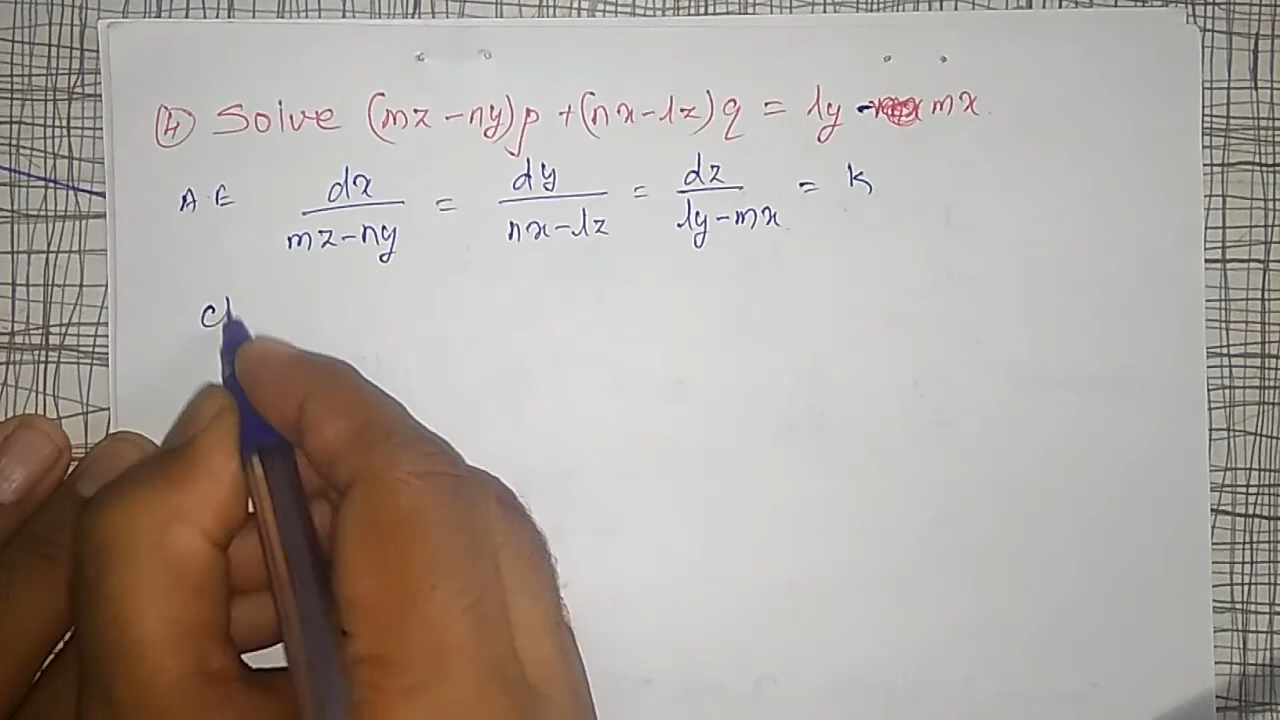 ④ Solve (mz-ny)p+(nx-lz)q = ly - mx
A.E dx/mz-ny = dy/nx-lz = dz/ly-mx = k